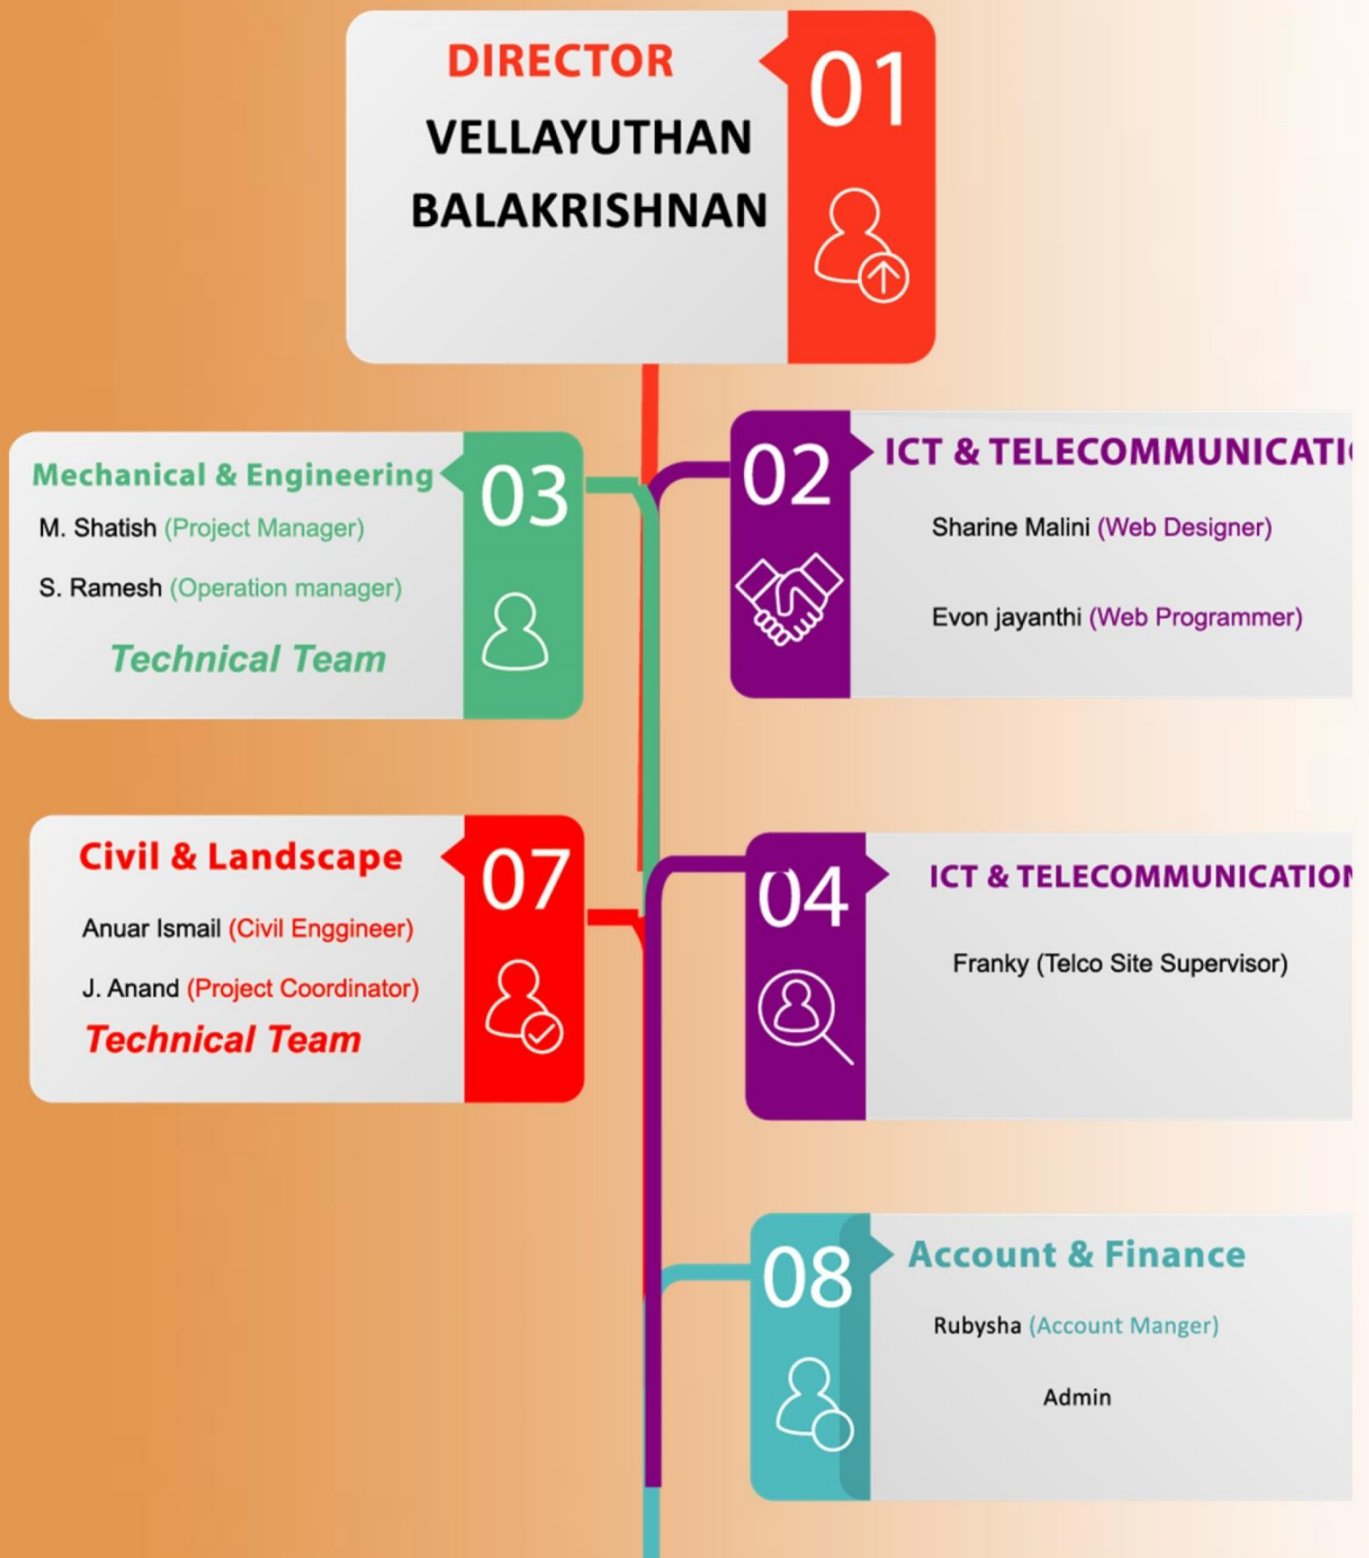 DIRECTOR
VELLAYUTHAN
BALAKRISHNAN
01
Mechanical & Engineering
M. Shatish (Project Manager)
S. Ramesh (Operation manager)
Technical Team
03
02
ICT & TELECOMMUNICATI
Sharine Malini (Web Designer)
Evon jayanthi (Web Programmer)
Civil & Landscape
Anuar Ismail (Civil Enggineer)
J. Anand (Project Coordinator)
Technical Team
07
04
ICT & TELECOMMUNICATION
Franky (Telco Site Supervisor)
08
Account & Finance
Rubysha (Account Manger)
Admin